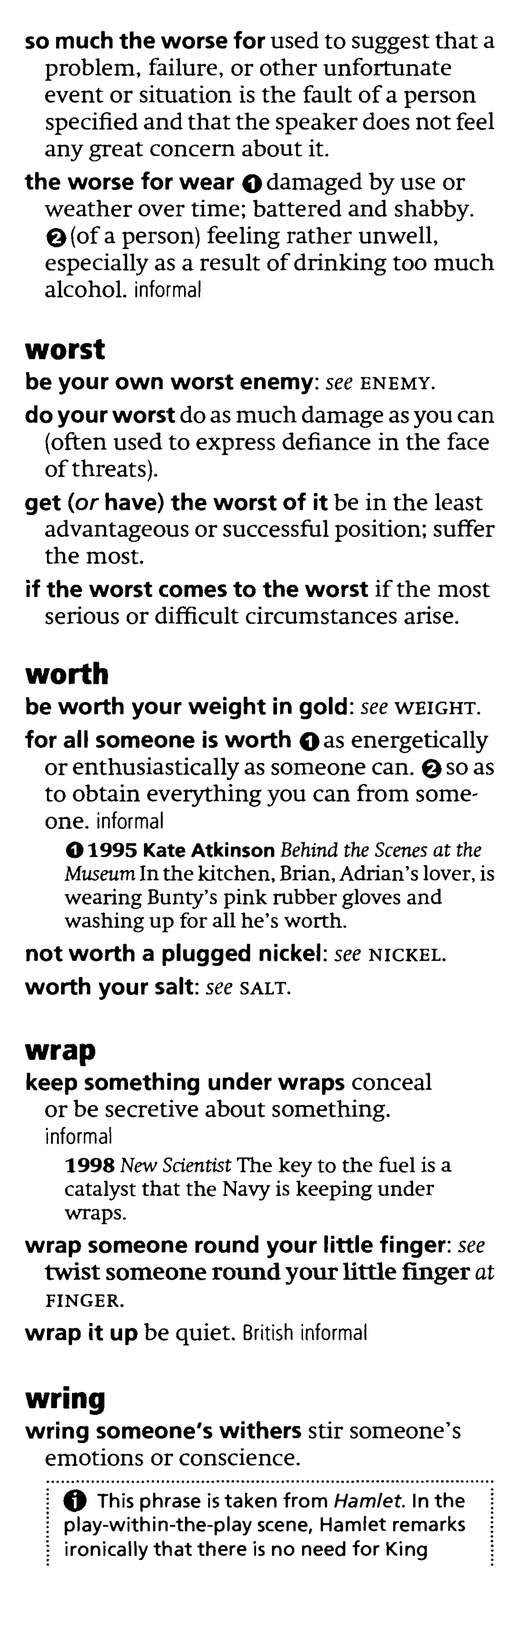 so much the worse for used to suggest that a
problem, failure, or other unfortunate
event or situation is the fault of a person
specified and that the speaker does not feel
any great concern about it.
the worse for wear ❶ damaged by use or
weather over time; battered and shabby.
❷ (of a person) feeling rather unwell,
especially as a result of drinking too much
alcohol. informal
worst
be your own worst enemy: see ENEMY.
do your worst do as much damage as you can
(often used to express defiance in the face
of threats).
get (or have) the worst of it be in the least
advantageous or successful position; suffer
the most.
if the worst comes to the worst if the most
serious or difficult circumstances arise.
worth
be worth your weight in gold: see WEIGHT.
for all someone is worth ❶ as energetically
or enthusiastically as someone can. ❷ so as
to obtain everything you can from some-
one. informal
❶ 1995 Kate Atkinson Behind the Scenes at the
Museum In the kitchen, Brian, Adrian's lover, is
wearing Bunty's pink rubber gloves and
washing up for all he's worth.
not worth a plugged nickel: see NICKEL.
worth your salt: see SALT.
wrap
keep something under wraps conceal
or be secretive about something.
informal
1998 New Scientist The key to the fuel is a
catalyst that the Navy is keeping under
wraps.
wrap someone round your little finger: see
twist someone round your little finger at
FINGER.
wrap it up be quiet. British informal
wring
wring someone's withers stir someone's
emotions or conscience.
❶ This phrase is taken from Hamlet. In the
play-within-the-play scene, Hamlet remarks
ironically that there is no need for King